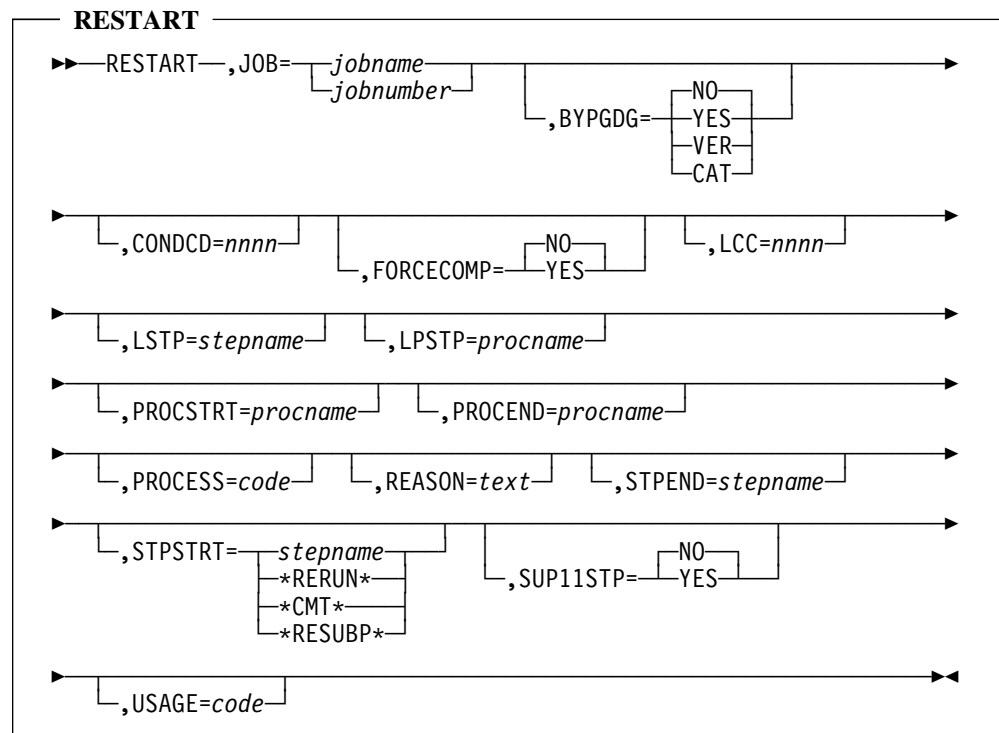 RESTART
RESTART ,JOB= jobname
jobnumber
,BYPGDG= NO
YES
VER
CAT
,CONDCD=nnnn
,FORCECOMP= NO
YES
,LCC=nnnn
,LSTP=stepname ,LPSTP=procname
,PROCSTRT=procname ,PROCEND=procname
,PROCESS=code ,REASON=text ,STPEND=stepname
,STPSTRT= stepname
*RERUN*
*CMT*
*RESUBP*
,SUP11STP= NO
YES
,USAGE=code